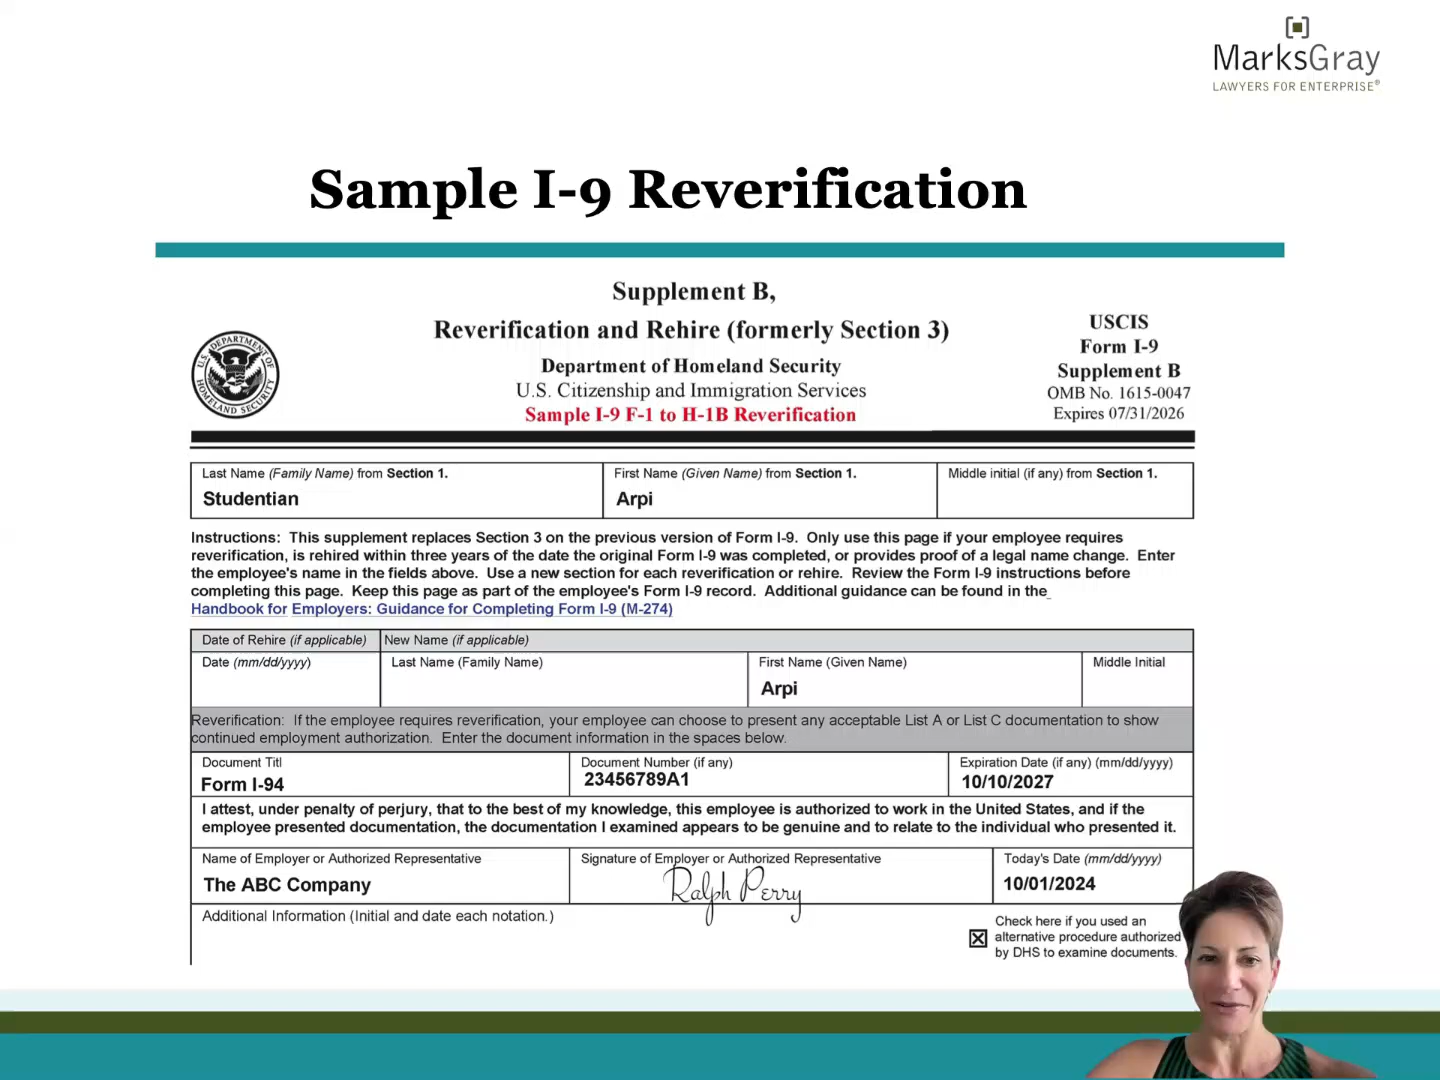 MarksGray
LAWYERS FOR ENTERPRISE®
Sample I-9 Reverification
Supplement B,
Reverification and Rehire (formerly Section 3)
Department of Homeland Security
U.S. Citizenship and Immigration Services
Sample I-9 F-1 to H-1B Reverification
USCIS
Form I-9
Supplement B
OMB No. 1615-0047
Expires 07/31/2026
U.S. DEPARTMENT OF
HOMELAND SECURITY
Last Name (Family Name) from Section 1.
Studentian
First Name (Given Name) from Section 1.
Arpi
Middle initial (if any) from Section 1.
Instructions: This supplement replaces Section 3 on the previous version of Form I-9. Only use this page if your employee requires
reverification, is rehired within three years of the date the original Form I-9 was completed, or provides proof of a legal name change. Enter
the employee's name in the fields above. Use a new section for each reverification or rehire. Review the Form I-9 instructions before
completing this page. Keep this page as part of the employee's Form I-9 record. Additional guidance can be found in the
Handbook for Employers: Guidance for Completing Form I-9 (M-274)
Date of Rehire (if applicable)
New Name (if applicable)
Date (mm/dd/yyyy)
Last Name (Family Name)
First Name (Given Name)
Arpi
Middle Initial
Reverification: If the employee requires reverification, your employee can choose to present any acceptable List A or List C documentation to show
continued employment authorization. Enter the document information in the spaces below.
Document Titl
Form I-94
Document Number (if any)
23456789A1
Expiration Date (if any) (mm/dd/yyyy)
10/10/2027
I attest, under penalty of perjury, that to the best of my knowledge, this employee is authorized to work in the United States, and if the
employee presented documentation, the documentation I examined appears to be genuine and to relate to the individual who presented it.
Name of Employer or Authorized Representative
The ABC Company
Signature of Employer or Authorized Representative
Ralph Perry
Today's Date (mm/dd/yyyy)
10/01/2024
Additional Information (Initial and date each notation.)
Check here if you used an
alternative procedure authorized
by DHS to examine documents.